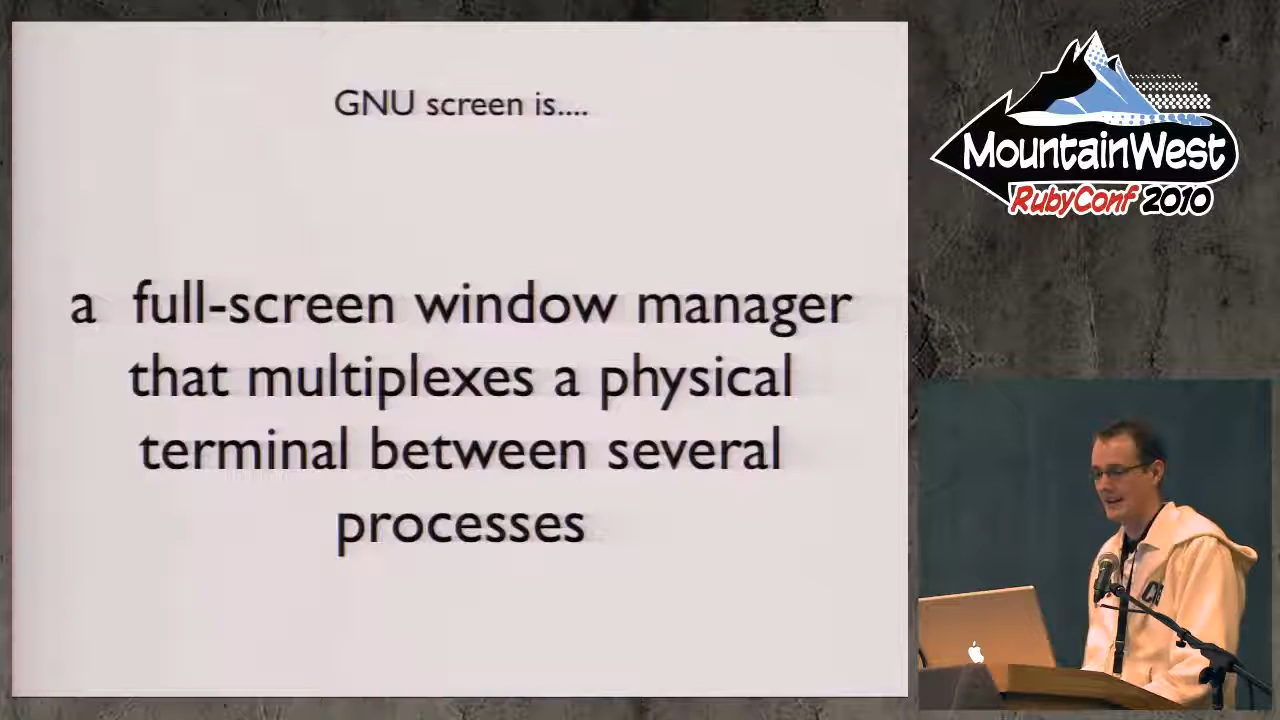 GNU screen is....
a full-screen window manager
that multiplexes a physical
terminal between several
processes
MountainWest
RubyConf 2010